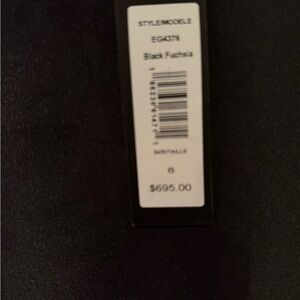 STYLE/MODELE
EG4376
Black Fuchsia
SIZE/TAILLE
6
$695.00